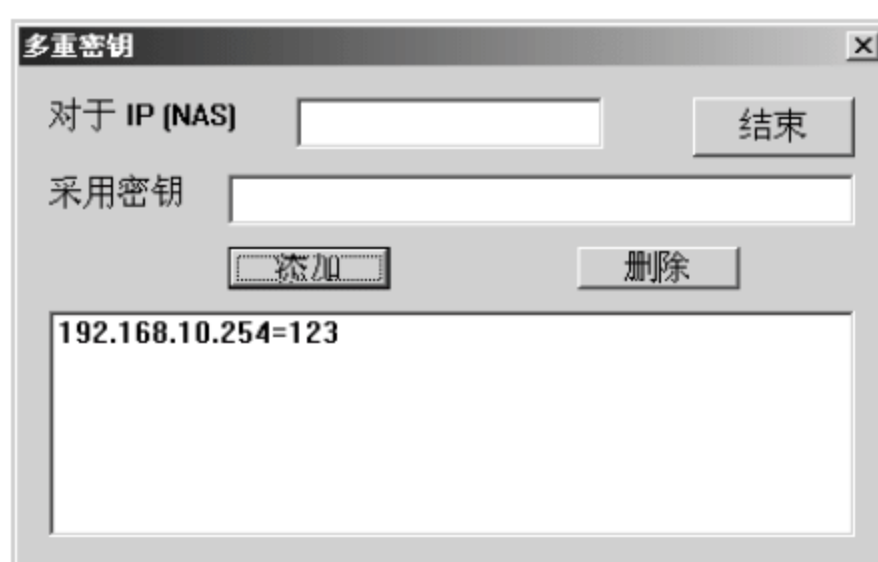 多重密钥
对于 IP (NAS)
结束
采用密钥
添加
删除
192.168.10.254=123